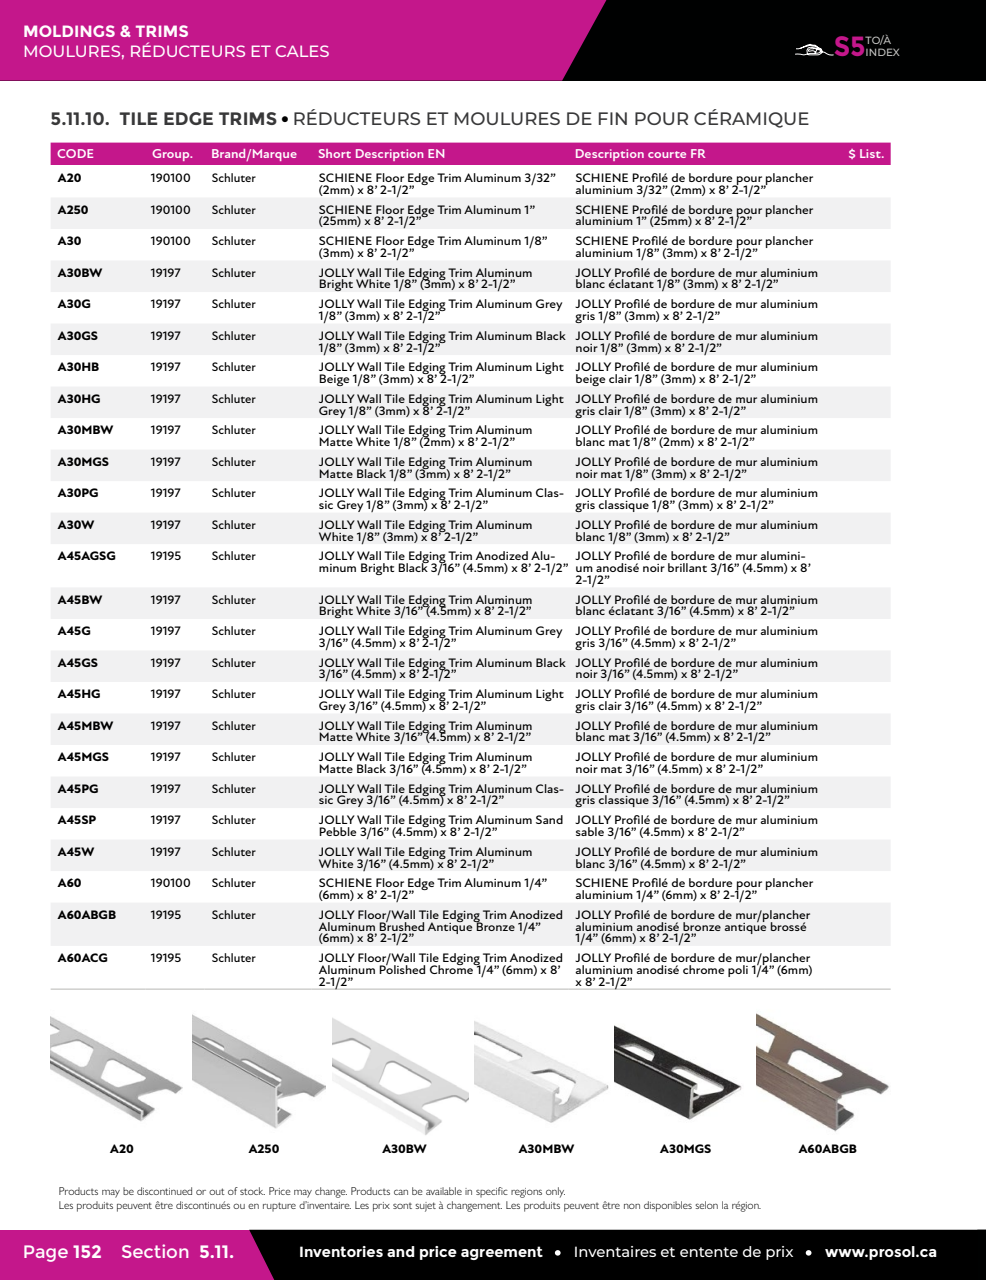 MOLDINGS & TRIMS
MOULURES, RÉDUCTEURS ET CALES
S5 TO/À INDEX
5.11.10. TILE EDGE TRIMS • RÉDUCTEURS ET MOULURES DE FIN POUR CÉRAMIQUE
CODE Group. Brand/Marque Short Description EN Description courte FR $ List.
A20 190100 Schluter SCHIENE Floor Edge Trim Aluminum 3/32” SCHIENE Profilé de bordure pour plancher
(2mm) x 8’ 2-1/2” aluminium 3/32” (2mm) x 8’ 2-1/2”
A250 190100 Schluter SCHIENE Floor Edge Trim Aluminum 1” SCHIENE Profilé de bordure pour plancher
(25mm) x 8’ 2-1/2” aluminium 1” (25mm) x 8’ 2-1/2”
A30 190100 Schluter SCHIENE Floor Edge Trim Aluminum 1/8” SCHIENE Profilé de bordure pour plancher
(3mm) x 8’ 2-1/2” aluminium 1/8” (3mm) x 8’ 2-1/2”
A30BW 19197 Schluter JOLLY Wall Tile Edging Trim Aluminum JOLLY Profilé de bordure de mur aluminium
Bright White 1/8” (3mm) x 8’ 2-1/2” blanc éclatant 1/8” (3mm) x 8’ 2-1/2”
A30G 19197 Schluter JOLLY Wall Tile Edging Trim Aluminum Grey JOLLY Profilé de bordure de mur aluminium
1/8” (3mm) x 8’ 2-1/2” gris 1/8” (3mm) x 8’ 2-1/2”
A30GS 19197 Schluter JOLLY Wall Tile Edging Trim Aluminum Black JOLLY Profilé de bordure de mur aluminium
1/8” (3mm) x 8’ 2-1/2” noir 1/8” (3mm) x 8’ 2-1/2”
A30HB 19197 Schluter JOLLY Wall Tile Edging Trim Aluminum Light JOLLY Profilé de bordure de mur aluminium
Beige 1/8” (3mm) x 8’ 2-1/2” beige clair 1/8” (3mm) x 8’ 2-1/2”
A30HG 19197 Schluter JOLLY Wall Tile Edging Trim Aluminum Light JOLLY Profilé de bordure de mur aluminium
Grey 1/8” (3mm) x 8’ 2-1/2” gris clair 1/8” (3mm) x 8’ 2-1/2”
A30MBW 19197 Schluter JOLLY Wall Tile Edging Trim Aluminum JOLLY Profilé de bordure de mur aluminium
Matte White 1/8” (2mm) x 8’ 2-1/2” blanc mat 1/8” (2mm) x 8’ 2-1/2”
A30MGS 19197 Schluter JOLLY Wall Tile Edging Trim Aluminum JOLLY Profilé de bordure de mur aluminium
Matte Black 1/8” (3mm) x 8’ 2-1/2” noir mat 1/8” (3mm) x 8’ 2-1/2”
A30PG 19197 Schluter JOLLY Wall Tile Edging Trim Aluminum Clas- JOLLY Profilé de bordure de mur aluminium
sic Grey 1/8” (3mm) x 8’ 2-1/2” gris classique 1/8” (3mm) x 8’ 2-1/2”
A30W 19197 Schluter JOLLY Wall Tile Edging Trim Aluminum JOLLY Profilé de bordure de mur aluminium
White 1/8” (3mm) x 8’ 2-1/2” blanc 1/8” (3mm) x 8’ 2-1/2”
A45AGSG 19195 Schluter JOLLY Wall Tile Edging Trim Anodized Alu- JOLLY Profilé de bordure de mur alumini-
minum Bright Black 3/16” (4.5mm) x 8’ 2-1/2” um anodisé noir brillant 3/16” (4.5mm) x 8’
2-1/2”
A45BW 19197 Schluter JOLLY Wall Tile Edging Trim Aluminum JOLLY Profilé de bordure de mur aluminium
Bright White 3/16” (4.5mm) x 8’ 2-1/2” blanc éclatant 3/16” (4.5mm) x 8’ 2-1/2”
A45G 19197 Schluter JOLLY Wall Tile Edging Trim Aluminum Grey JOLLY Profilé de bordure de mur aluminium
3/16” (4.5mm) x 8’ 2-1/2” gris 3/16” (4.5mm) x 8’ 2-1/2”
A45GS 19197 Schluter JOLLY Wall Tile Edging Trim Aluminum Black JOLLY Profilé de bordure de mur aluminium
3/16” (4.5mm) x 8’ 2-1/2” noir 3/16” (4.5mm) x 8’ 2-1/2”
A45HG 19197 Schluter JOLLY Wall Tile Edging Trim Aluminum Light JOLLY Profilé de bordure de mur aluminium
Grey 3/16” (4.5mm) x 8’ 2-1/2” gris clair 3/16” (4.5mm) x 8’ 2-1/2”
A45MBW 19197 Schluter JOLLY Wall Tile Edging Trim Aluminum JOLLY Profilé de bordure de mur aluminium
Matte White 3/16” (4.5mm) x 8’ 2-1/2” blanc mat 3/16” (4.5mm) x 8’ 2-1/2”
A45MGS 19197 Schluter JOLLY Wall Tile Edging Trim Aluminum JOLLY Profilé de bordure de mur aluminium
Matte Black 3/16” (4.5mm) x 8’ 2-1/2” noir mat 3/16” (4.5mm) x 8’ 2-1/2”
A45PG 19197 Schluter JOLLY Wall Tile Edging Trim Aluminum Clas- JOLLY Profilé de bordure de mur aluminium
sic Grey 3/16” (4.5mm) x 8’ 2-1/2” gris classique 3/16” (4.5mm) x 8’ 2-1/2”
A45SP 19197 Schluter JOLLY Wall Tile Edging Trim Aluminum Sand JOLLY Profilé de bordure de mur aluminium
Pebble 3/16” (4.5mm) x 8’ 2-1/2” sable 3/16” (4.5mm) x 8’ 2-1/2”
A45W 19197 Schluter JOLLY Wall Tile Edging Trim Aluminum JOLLY Profilé de bordure de mur aluminium
White 3/16” (4.5mm) x 8’ 2-1/2” blanc 3/16” (4.5mm) x 8’ 2-1/2”
A60 190100 Schluter SCHIENE Floor Edge Trim Aluminum 1/4” SCHIENE Profilé de bordure pour plancher
(6mm) x 8’ 2-1/2” aluminium 1/4” (6mm) x 8’ 2-1/2”
A60ABGB 19195 Schluter JOLLY Floor/Wall Tile Edging Trim Anodized JOLLY Profilé de bordure de mur/plancher
Aluminum Brushed Antique Bronze 1/4” aluminium anodisé bronze antique brossé
(6mm) x 8’ 2-1/2” 1/4” (6mm) x 8’ 2-1/2”
A60ACG 19195 Schluter JOLLY Floor/Wall Tile Edging Trim Anodized JOLLY Profilé de bordure de mur/plancher
Aluminum Polished Chrome 1/4” (6mm) x 8’ aluminium anodisé chrome poli 1/4” (6mm)
2-1/2” x 8’ 2-1/2”
A20 A250 A30BW A30MBW A30MGS A60ABGB
Products may be discontinued or out of stock. Price may change. Products can be available in specific regions only.
Les produits peuvent être discontinués ou en rupture d’inventaire. Les prix sont sujet à changement. Les produits peuvent être non disponibles selon la région.
Page 152 Section 5.11. Inventories and price agreement • Inventaires et entente de prix • www.prosol.ca